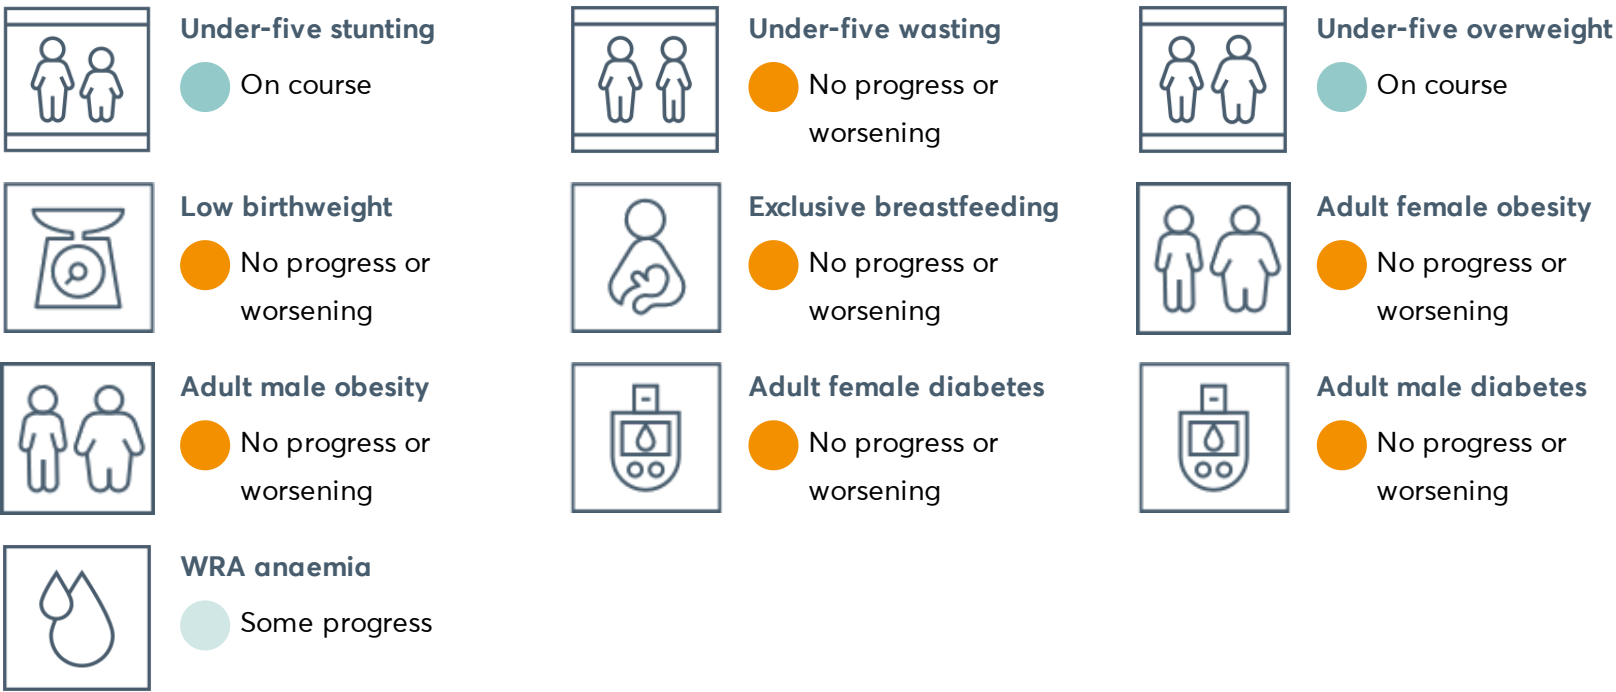 Under-five stunting
On course
Under-five wasting
No progress or
worsening
Under-five overweight
On course
Low birthweight
No progress or
worsening
Exclusive breastfeeding
No progress or
worsening
Adult female obesity
No progress or
worsening
Adult male obesity
No progress or
worsening
Adult female diabetes
No progress or
worsening
Adult male diabetes
No progress or
worsening
WRA anaemia
Some progress